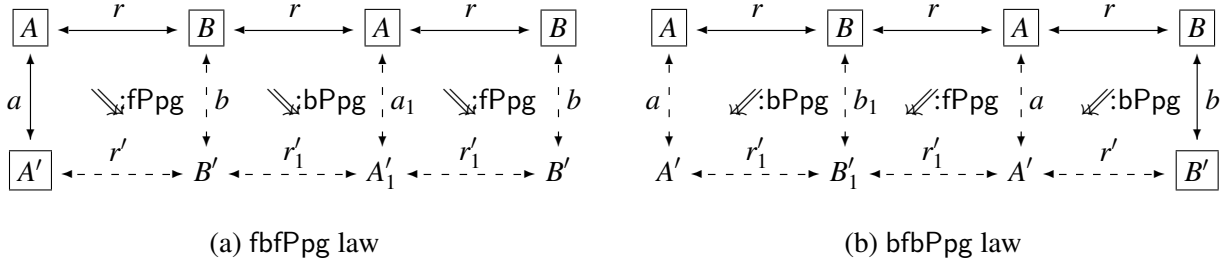 r r r r r r
A B A B A B A B
a ⇘:fPpg b ⇘:bPpg a₁ ⇘:fPpg b a ⇙:bPpg b₁ ⇙:fPpg a ⇙:bPpg b
r′ r′₁ r′₁ r′₁ r′₁ r′
A′ B′ A′₁ B′ A′ B′₁ A′ B′
(a) fbfPpg law (b) bfbPpg law